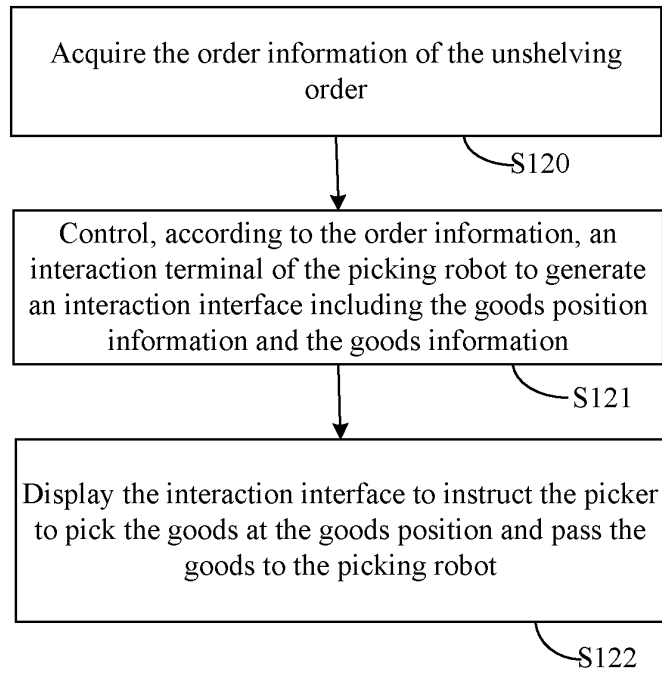 Acquire the order information of the unshelving
order
S120
Control, according to the order information, an
interaction terminal of the picking robot to generate
an interaction interface including the goods position
information and the goods information
S121
Display the interaction interface to instruct the picker
to pick the goods at the goods position and pass the
goods to the picking robot
S122